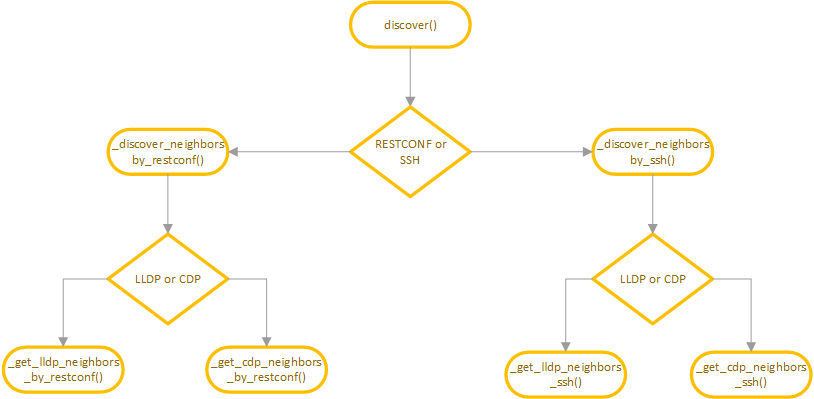 discover()
RESTCONF or
SSH
_discover_neighbors
by_restconf()
_discover_neighbors
by_ssh()
LLDP or CDP
LLDP or CDP
_get_lldp_neighbors
_by_restconf()
_get_cdp_neighbors
_by_restconf()
_get_lldp_neighbors
_ssh()
_get_cdp_neighbors
_ssh()